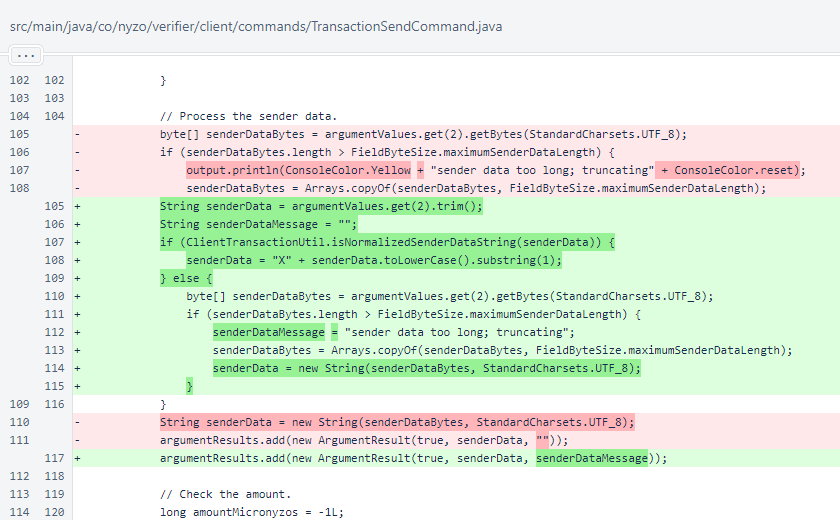 src/main/java/co/nyzo/verifier/client/commands/TransactionSendCommand.java
...
102 102 }
103 103
104 104 // Process the sender data.
105 - byte[] senderDataBytes = argumentValues.get(2).getBytes(StandardCharsets.UTF_8);
106 - if (senderDataBytes.length > FieldByteSize.maximumSenderDataLength) {
107 - output.println(ConsoleColor.Yellow + "sender data too long; truncating" + ConsoleColor.reset);
108 - senderDataBytes = Arrays.copyOf(senderDataBytes, FieldByteSize.maximumSenderDataLength);
105 + String senderData = argumentValues.get(2).trim();
106 + String senderDataMessage = "";
107 + if (ClientTransactionUtil.isNormalizedSenderDataString(senderData)) {
108 + senderData = "X" + senderData.toLowerCase().substring(1);
109 + } else {
110 + byte[] senderDataBytes = argumentValues.get(2).getBytes(StandardCharsets.UTF_8);
111 + if (senderDataBytes.length > FieldByteSize.maximumSenderDataLength) {
112 + senderDataMessage = "sender data too long; truncating";
113 + senderDataBytes = Arrays.copyOf(senderDataBytes, FieldByteSize.maximumSenderDataLength);
114 + senderData = new String(senderDataBytes, StandardCharsets.UTF_8);
115 + }
109 116 }
110 - String senderData = new String(senderDataBytes, StandardCharsets.UTF_8);
111 - argumentResults.add(new ArgumentResult(true, senderData, ""));
117 + argumentResults.add(new ArgumentResult(true, senderData, senderDataMessage));
112 118
113 119 // Check the amount.
114 120 long amountMicronyzos = -1L;